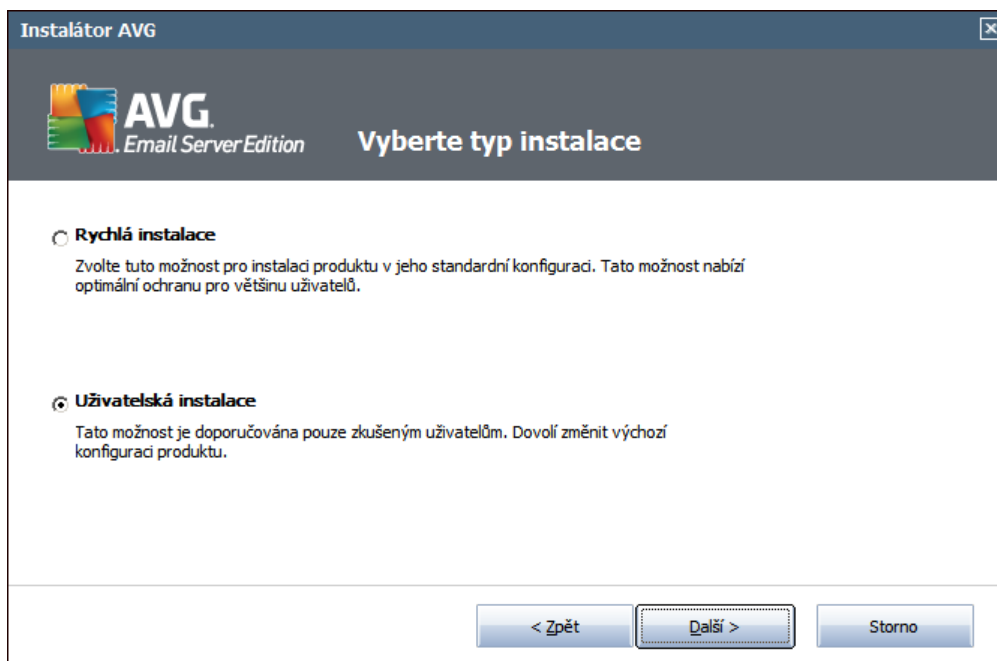 Instalátor AVG
AVG.
Email Server Edition
Vyberte typ instalace
Rychlá instalace
Zvolte tuto možnost pro instalaci produktu v jeho standardní konfiguraci. Tato možnost nabízí
optimální ochranu pro většinu uživatelů.
Uživatelská instalace
Tato možnost je doporučována pouze zkušeným uživatelům. Dovolí změnit výchozí
konfiguraci produktu.
< Zpět
Další >
Storno